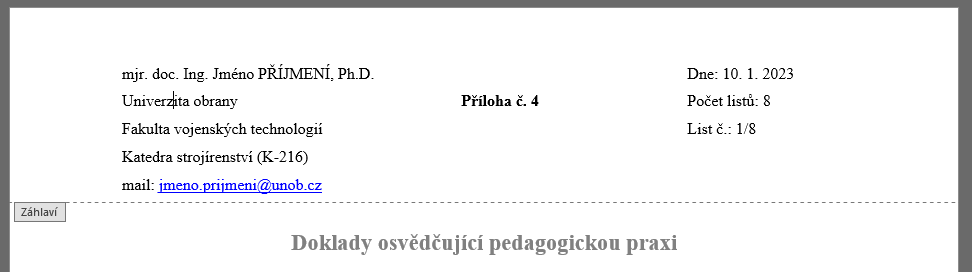 mjr. doc. Ing. Jméno PŘÍJMENÍ, Ph.D. Dne: 10. 1. 2023
Univerzita obrany Příloha č. 4 Počet listů: 8
Fakulta vojenských technologií List č.: 1/8
Katedra strojírenství (K-216)
mail: jmeno.prijmeni@unob.cz
Záhlaví
Doklady osvědčující pedagogickou praxi